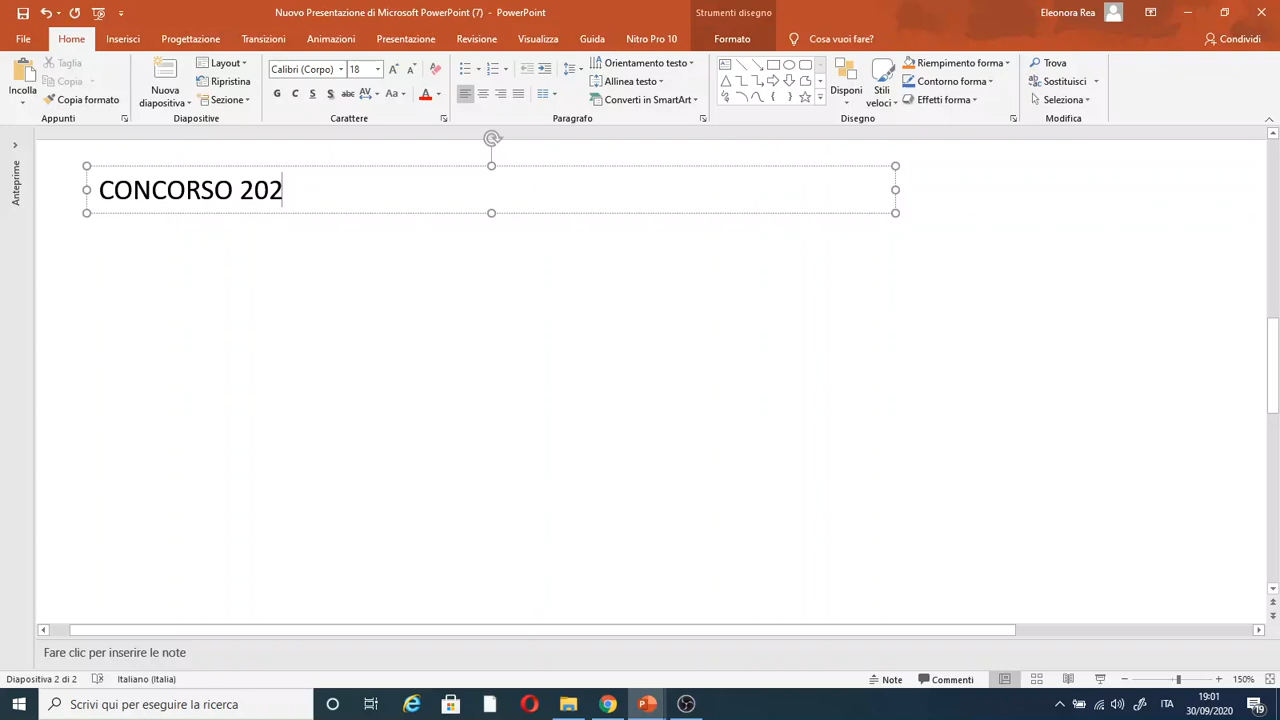 Nuovo Presentazione di Microsoft PowerPoint (7) - PowerPoint
Strumenti disegno
Eleonora Rea
File
Home
Inserisci
Progettazione
Transizioni
Animazioni
Presentazione
Revisione
Visualizza
Guida
Nitro Pro 10
Formato
Cosa vuoi fare?
Condividi
Incolla
Taglia
Copia
Copia formato
Appunti
Nuova
diapositiva
Layout
Ripristina
Sezione
Diapositive
Calibri (Corpo)
18
G C S S abc AV Aa A
Carattere
Orientamento testo
Allinea testo
Converti in SmartArt
Paragrafo
Disponi
Stili
veloci
Riempimento forma
Contorno forma
Effetti forma
Disegno
Trova
Sostituisci
Seleziona
Modifica
Anteprime
CONCORSO 202
Fare clic per inserire le note
Diapositiva 2 di 2
Italiano (Italia)
Note
Commenti
150%
Scrivi qui per eseguire la ricerca
ITA
19:01
30/09/2020
19